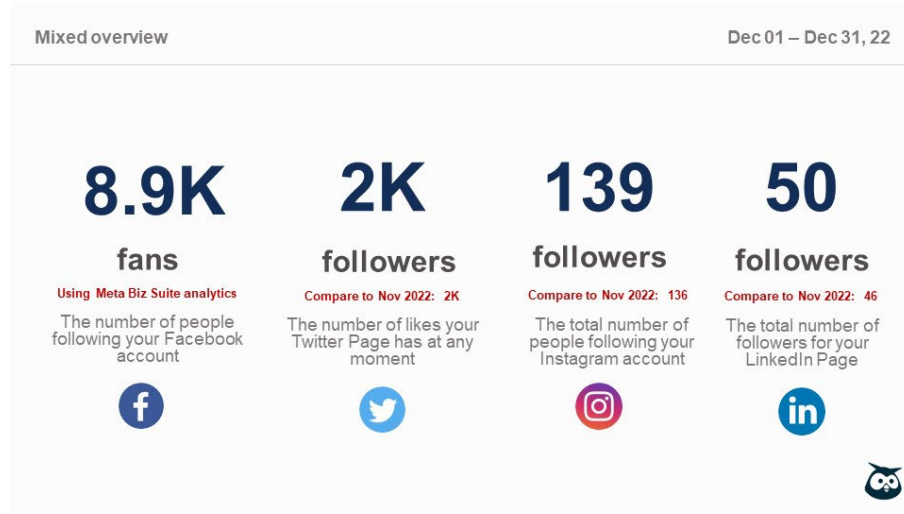 Mixed overview
Dec 01 – Dec 31, 22
8.9K
fans
Using Meta Biz Suite analytics
The number of people
following your Facebook
account
2K
followers
Compare to Nov 2022: 2K
The number of likes your
Twitter Page has at any
moment
139
followers
Compare to Nov 2022: 136
The total number of
people following your
Instagram account
50
followers
Compare to Nov 2022: 46
The total number of
followers for your
LinkedIn Page
f
in